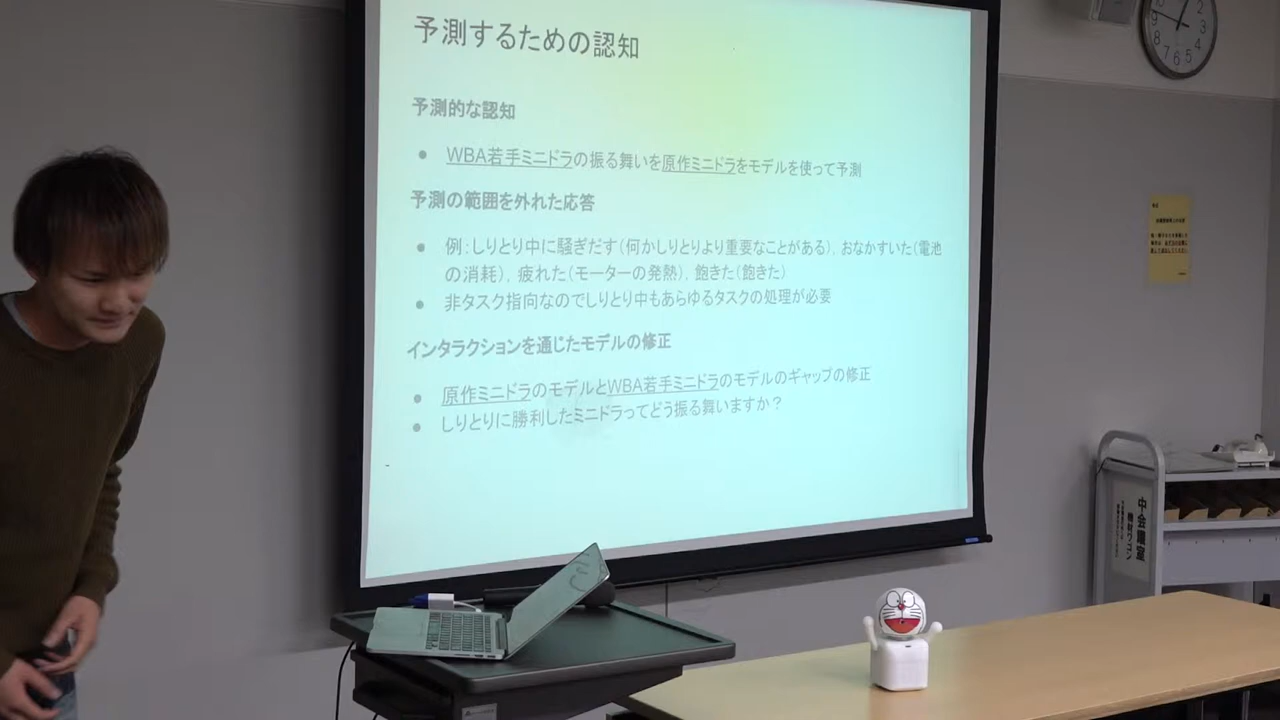 予測するための認知
予測的な認知
● WBA若手ミニドラの振る舞いを原作ミニドラをモデルを使って予測
予測の範囲を外れた応答
● 例：しりとり中に騒ぎだす（何かしりとりより重要なことがある），おなかすいた（電池
の消耗），疲れた（モーターの発熱），飽きた（飽きた）
● 非タスク指向なのでしりとり中もあらゆるタスクの処理が必要
インタラクションを通じたモデルの修正
● 原作ミニドラのモデルとWBA若手ミニドラのモデルのギャップの修正
● しりとりに勝利したミニドラってどう振る舞いますか？
中会議室
機材ワゴン